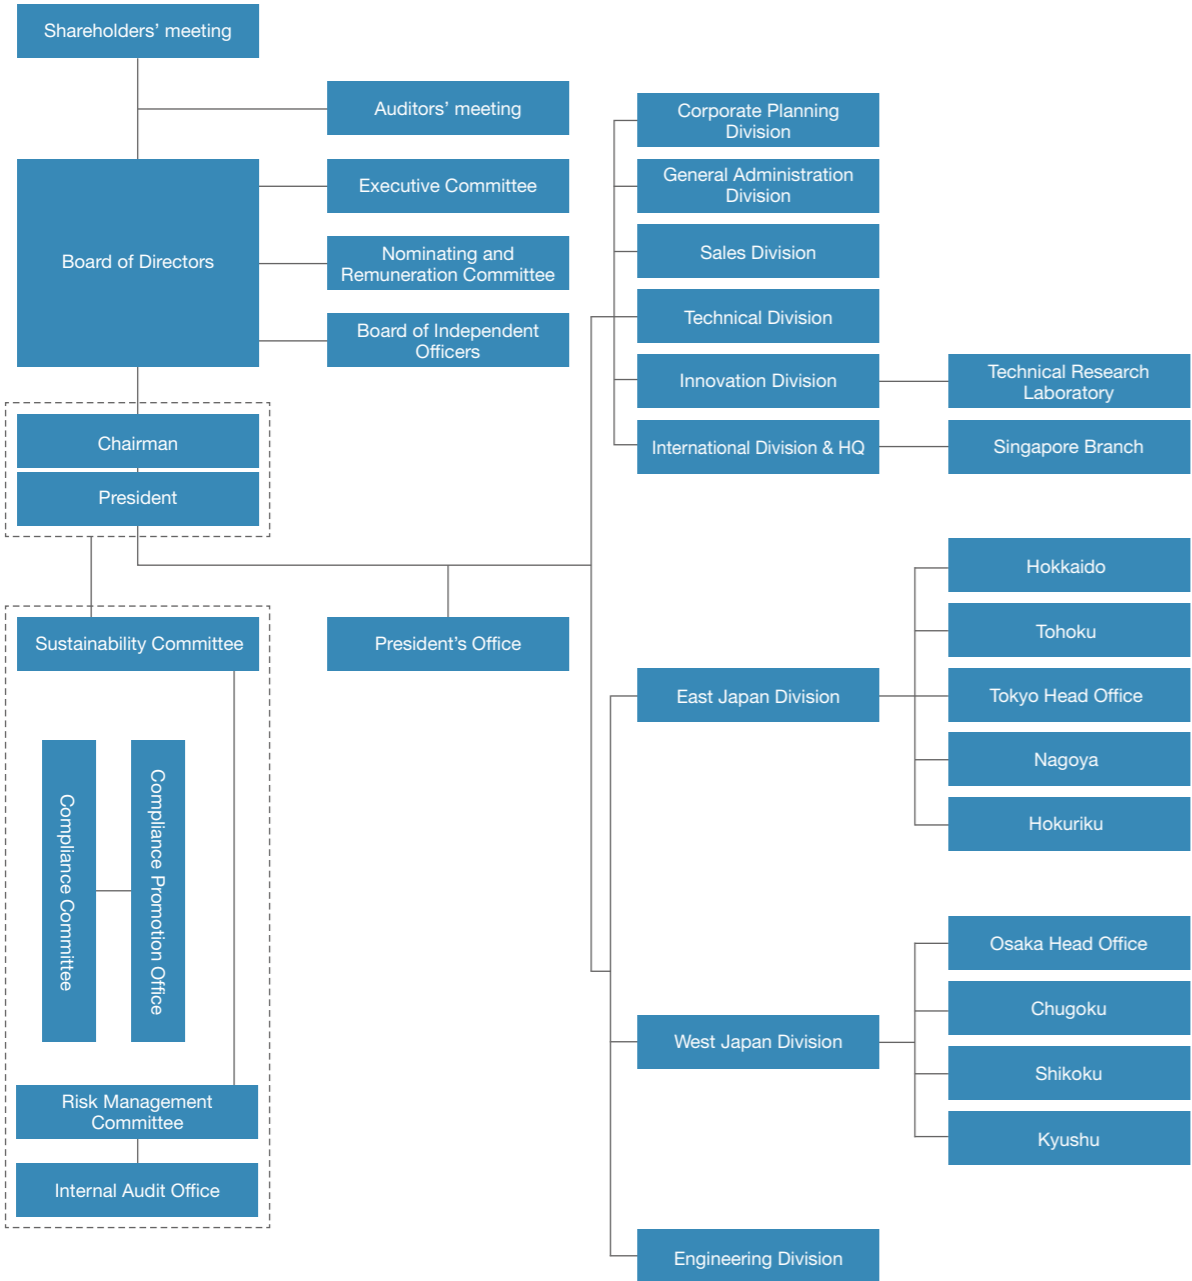 Shareholders’ meeting
Auditors’ meeting
Executive Committee
Board of Directors
Nominating and
Remuneration Committee
Board of Independent
Officers
Chairman
President
Sustainability Committee
Compliance Committee
Compliance Promotion Office
Risk Management
Committee
Internal Audit Office
President’s Office
Corporate Planning
Division
General Administration
Division
Sales Division
Technical Division
Innovation Division
Technical Research
Laboratory
International Division & HQ
Singapore Branch
East Japan Division
Hokkaido
Tohoku
Tokyo Head Office
Nagoya
Hokuriku
West Japan Division
Osaka Head Office
Chugoku
Shikoku
Kyushu
Engineering Division